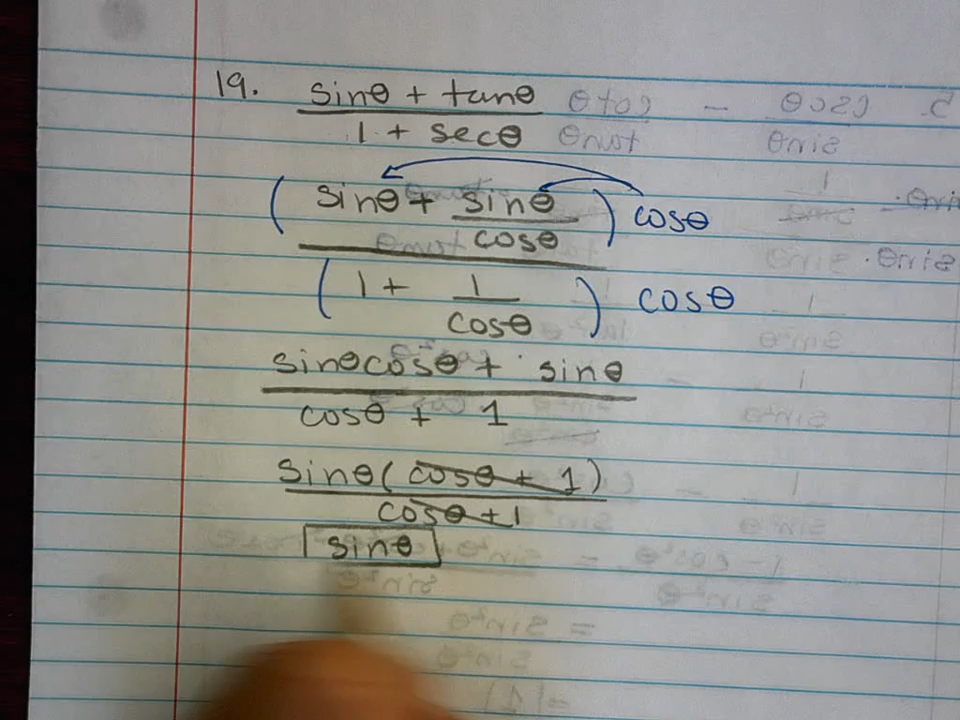 19. sinθ + tanθ
1 + secθ
( sinθ + sinθ ) cosθ
cosθ
( 1 + 1 ) cosθ
cosθ
sinθcosθ + sinθ
cosθ + 1
sinθ( cosθ + 1)
cosθ +1
sinθ